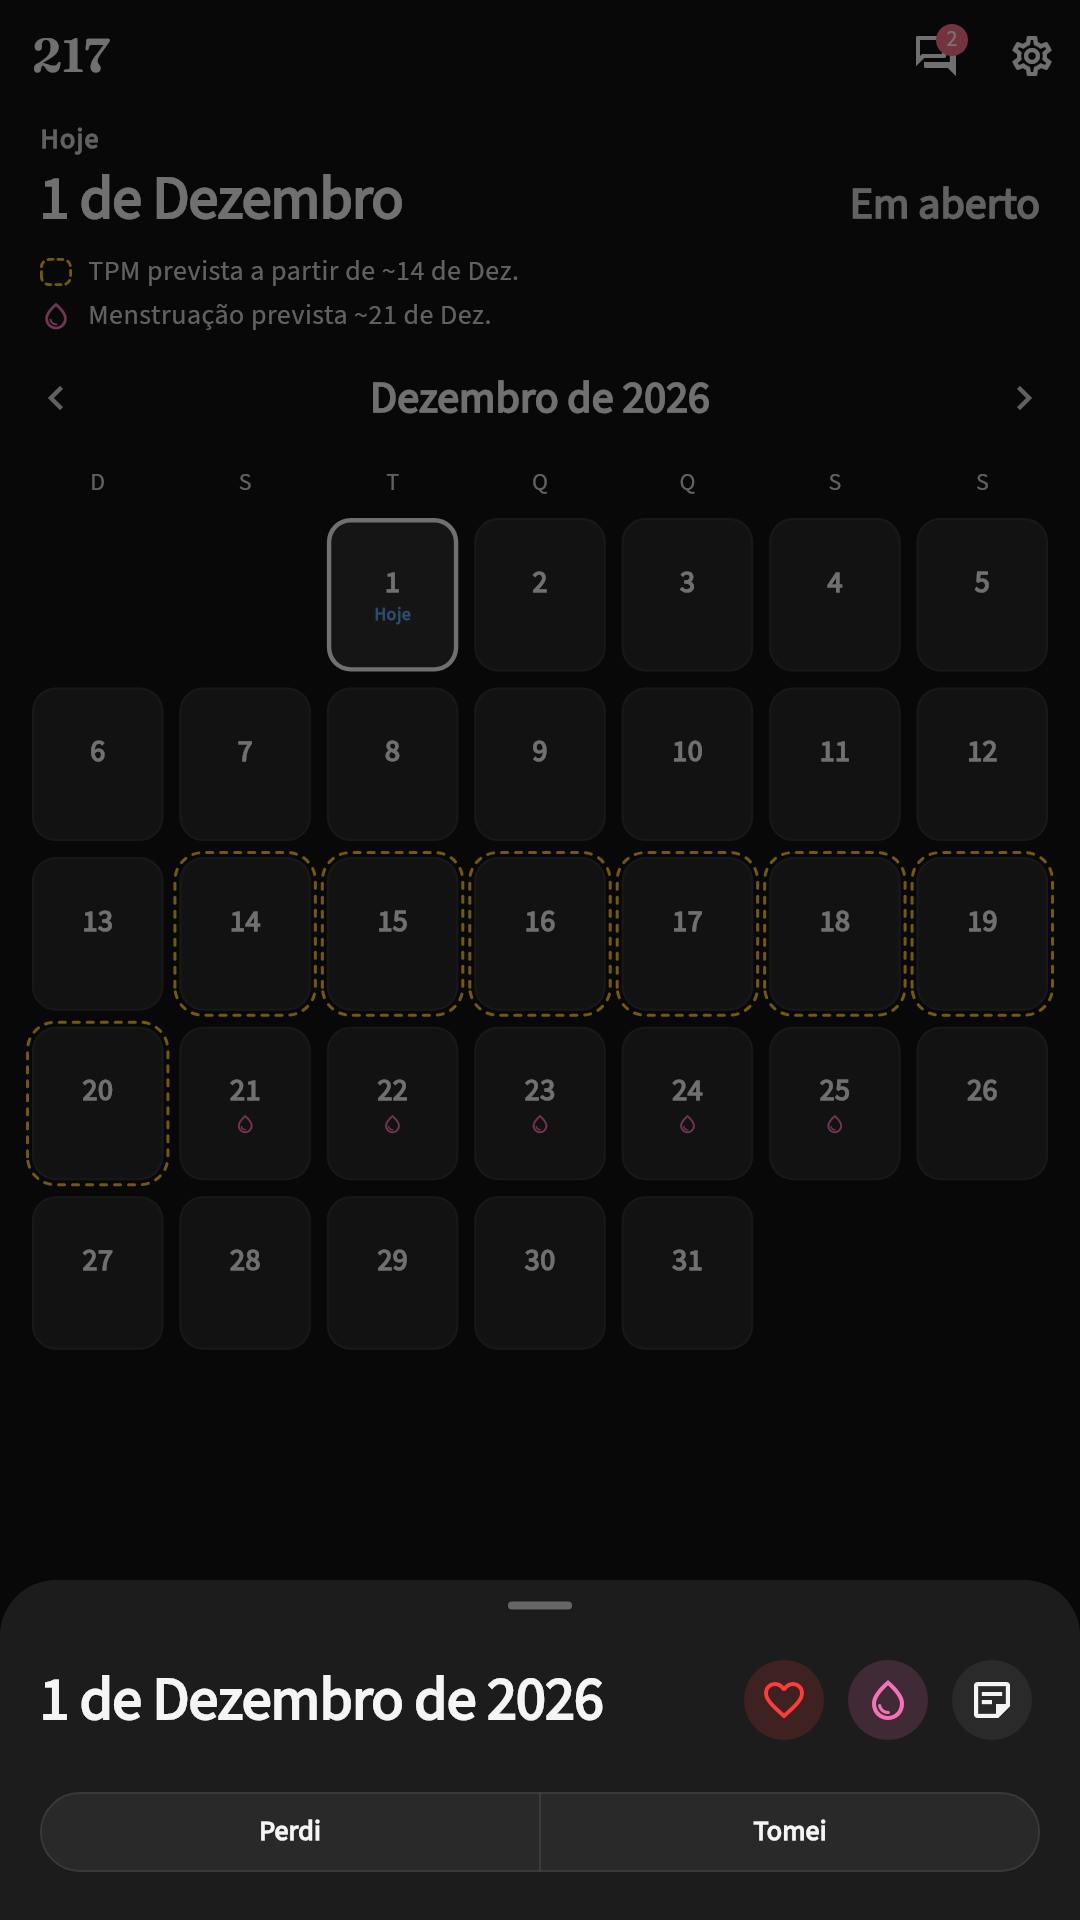 217
2
Hoje
1 de Dezembro
Em aberto
TPM prevista a partir de ~14 de Dez.
Menstruação prevista ~21 de Dez.
Dezembro de 2026
D S T Q Q S S
1 2 3 4 5
Hoje
6 7 8 9 10 11 12
13 14 15 16 17 18 19
20 21 22 23 24 25 26
27 28 29 30 31
1 de Dezembro de 2026
Perdi Tomei